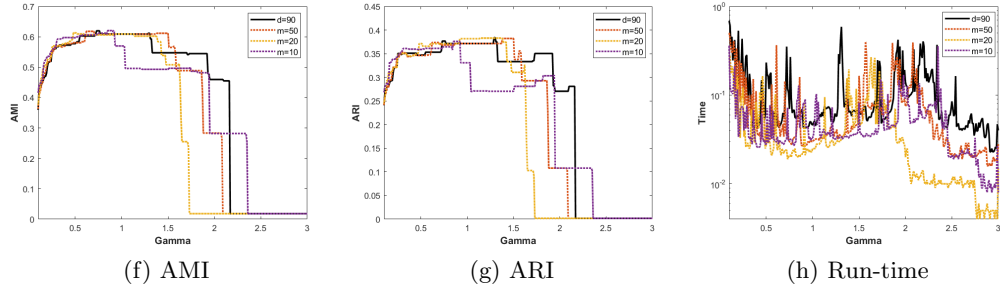 0.7
0.6
0.5
0.4
0.3
0.2
0.1
0
AMI
0.5
1
1.5
2
2.5
3
Gamma
d=90
m=50
m=20
m=10
(f) AMI
0.45
0.4
0.35
0.3
0.25
0.2
0.15
0.1
0.05
0
ARI
0.5
1
1.5
2
2.5
3
Gamma
d=90
m=50
m=20
m=10
(g) ARI
10^0
10^-1
10^-2
Time
0.5
1
1.5
2
2.5
3
Gamma
d=90
m=50
m=20
m=10
(h) Run-time